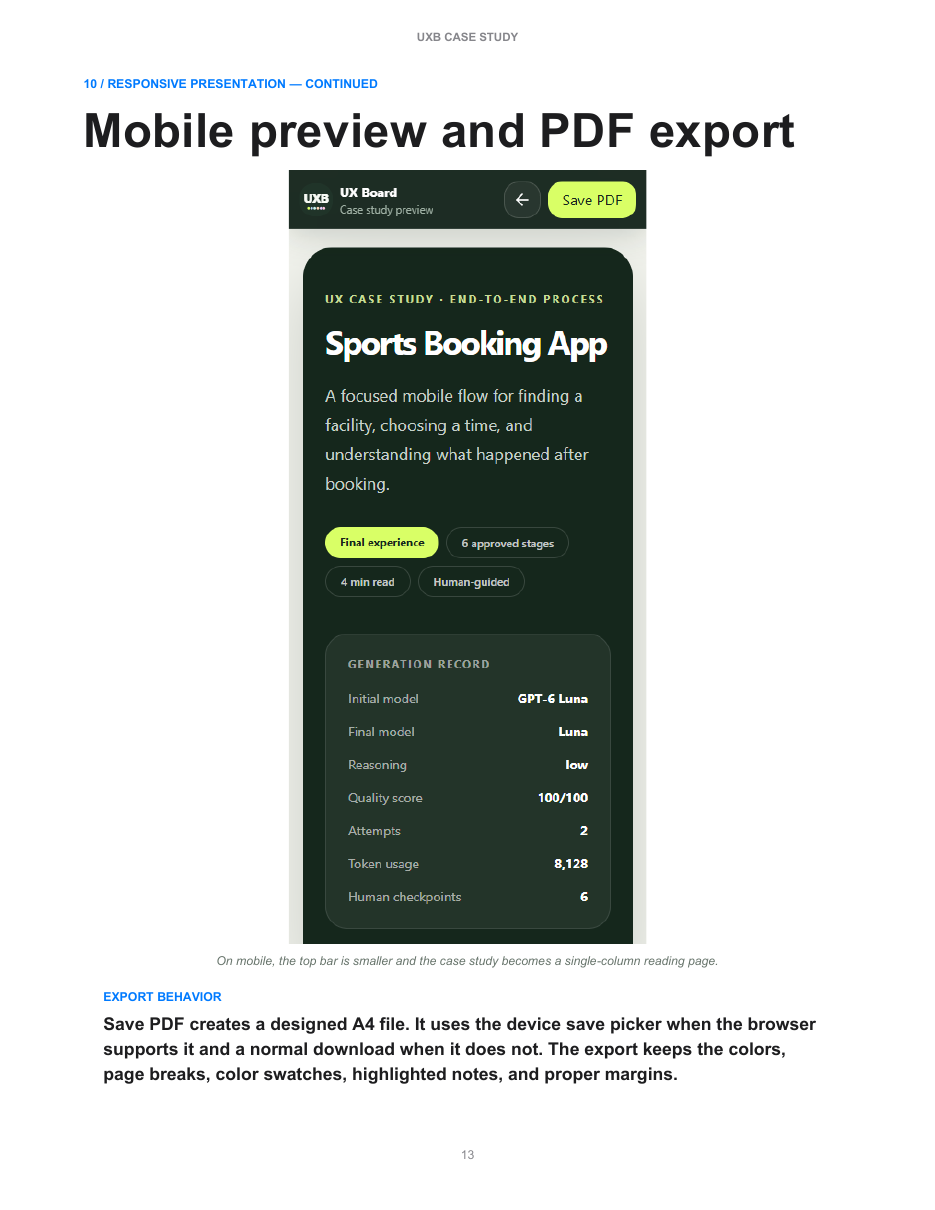 UXB CASE STUDY
10 / RESPONSIVE PRESENTATION — CONTINUED
Mobile preview and PDF export
UXB
UX Board
Case study preview
←
Save PDF
UX CASE STUDY · END-TO-END PROCESS
Sports Booking App
A focused mobile flow for finding a
facility, choosing a time, and
understanding what happened after
booking.
Final experience
6 approved stages
4 min read
Human-guided
GENERATION RECORD
Initial model GPT-6 Luna
Final model Luna
Reasoning low
Quality score 100/100
Attempts 2
Token usage 8,128
Human checkpoints 6
On mobile, the top bar is smaller and the case study becomes a single-column reading page.
EXPORT BEHAVIOR
Save PDF creates a designed A4 file. It uses the device save picker when the browser
supports it and a normal download when it does not. The export keeps the colors,
page breaks, color swatches, highlighted notes, and proper margins.
13